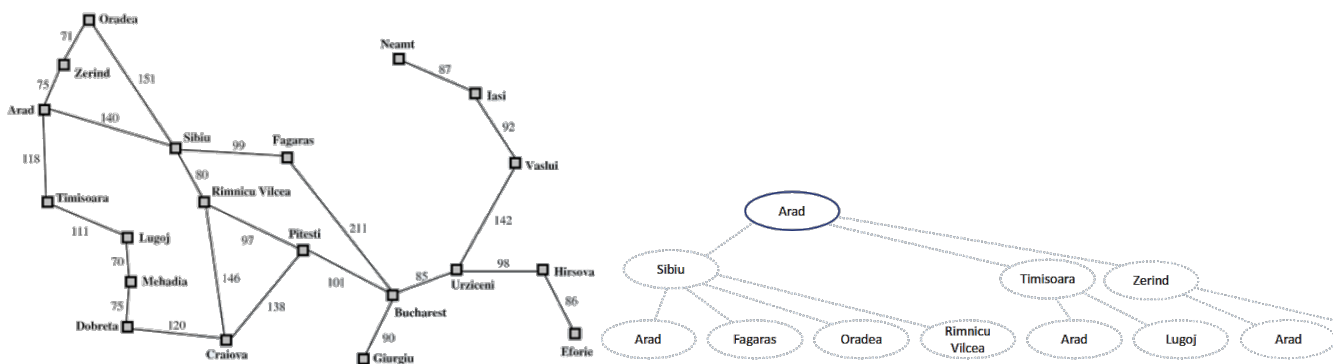 Oradea
71
Neamt
Zerind
87
151
75
Iasi
Arad
140
92
Sibiu
Fagaras
99
118
Vaslui
80
Timisoara
Rimnicu Vilcea
142
111
211
Lugoj
97
Pitesti
70
98
Hirsova
146
85
Mehadia
101
Urziceni
86
75
138
Bucharest
120
Dobreta
90
Craiova
Giurgiu
Eforie
Arad
Sibiu
Timisoara
Zerind
Arad
Fagaras
Oradea
Rimnicu
Vilcea
Arad
Lugoj
Arad